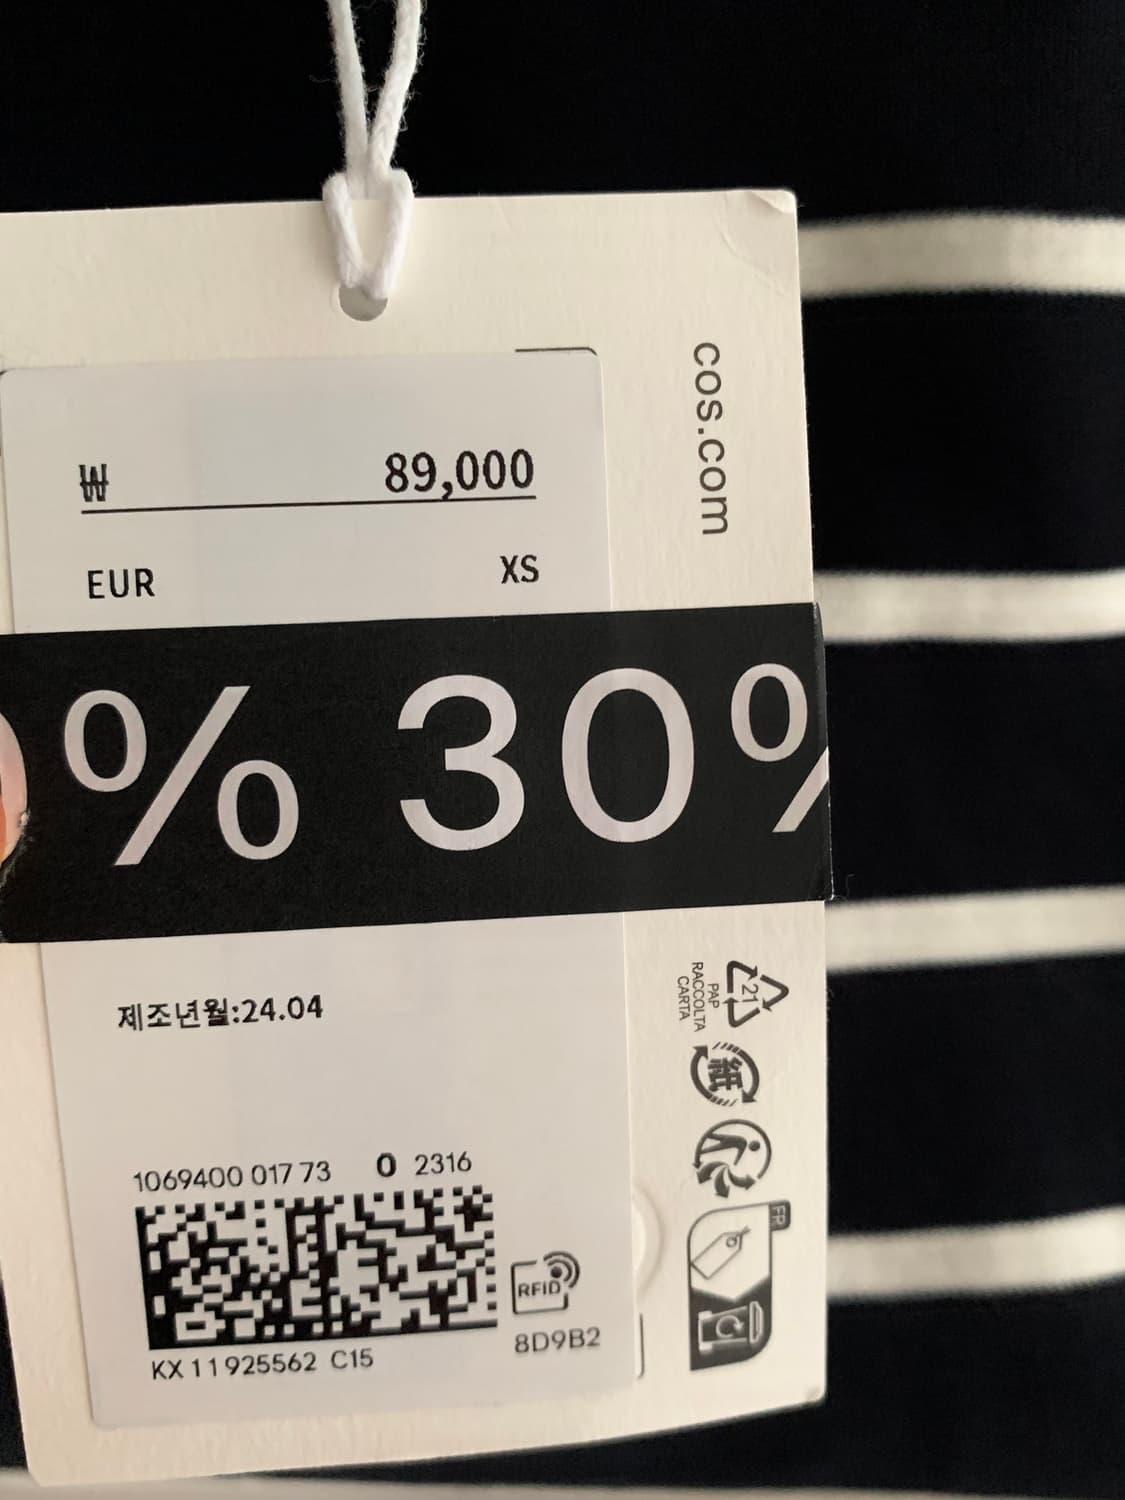 ₩ 89,000
EUR XS
% 30%
제조년월:24.04
1069400 017 73 0 2316
RFID
8D9B2
KX 11925562 C15
cos.com
21
PAP
RACCOLTA
CARTA
紙
FR